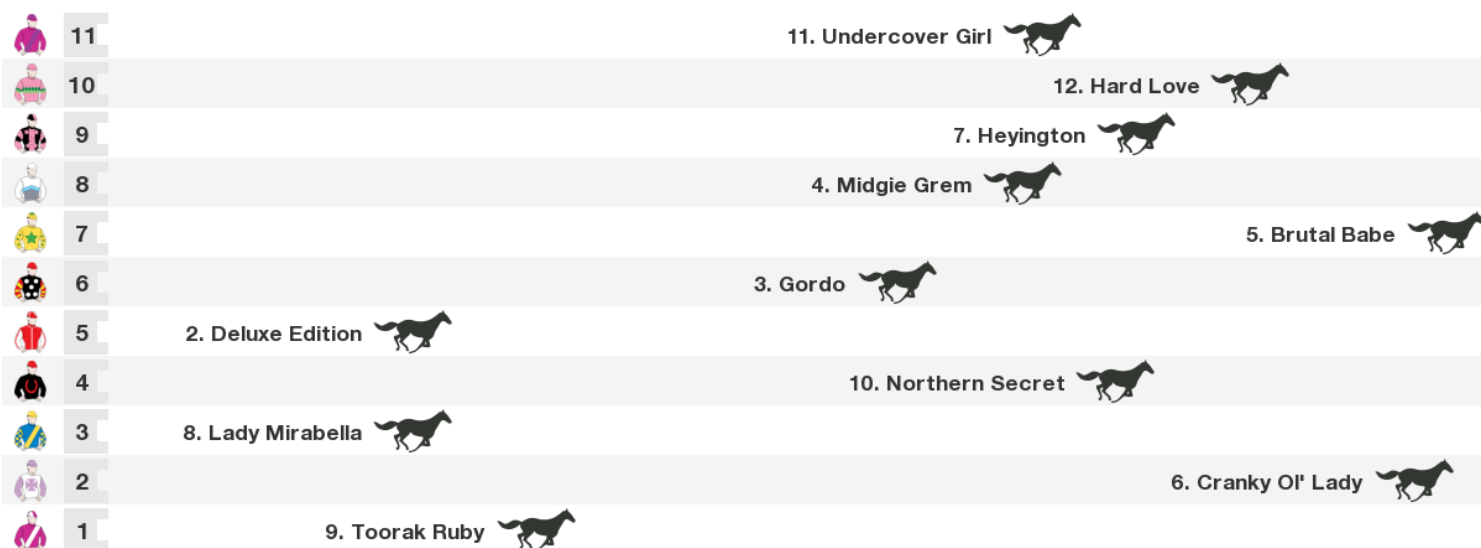 11 11. Undercover Girl
10 12. Hard Love
9 7. Heyington
8 4. Midgie Grem
7 5. Brutal Babe
6 3. Gordo
5 2. Deluxe Edition
4 10. Northern Secret
3 8. Lady Mirabella
2 6. Cranky Ol' Lady
1 9. Toorak Ruby